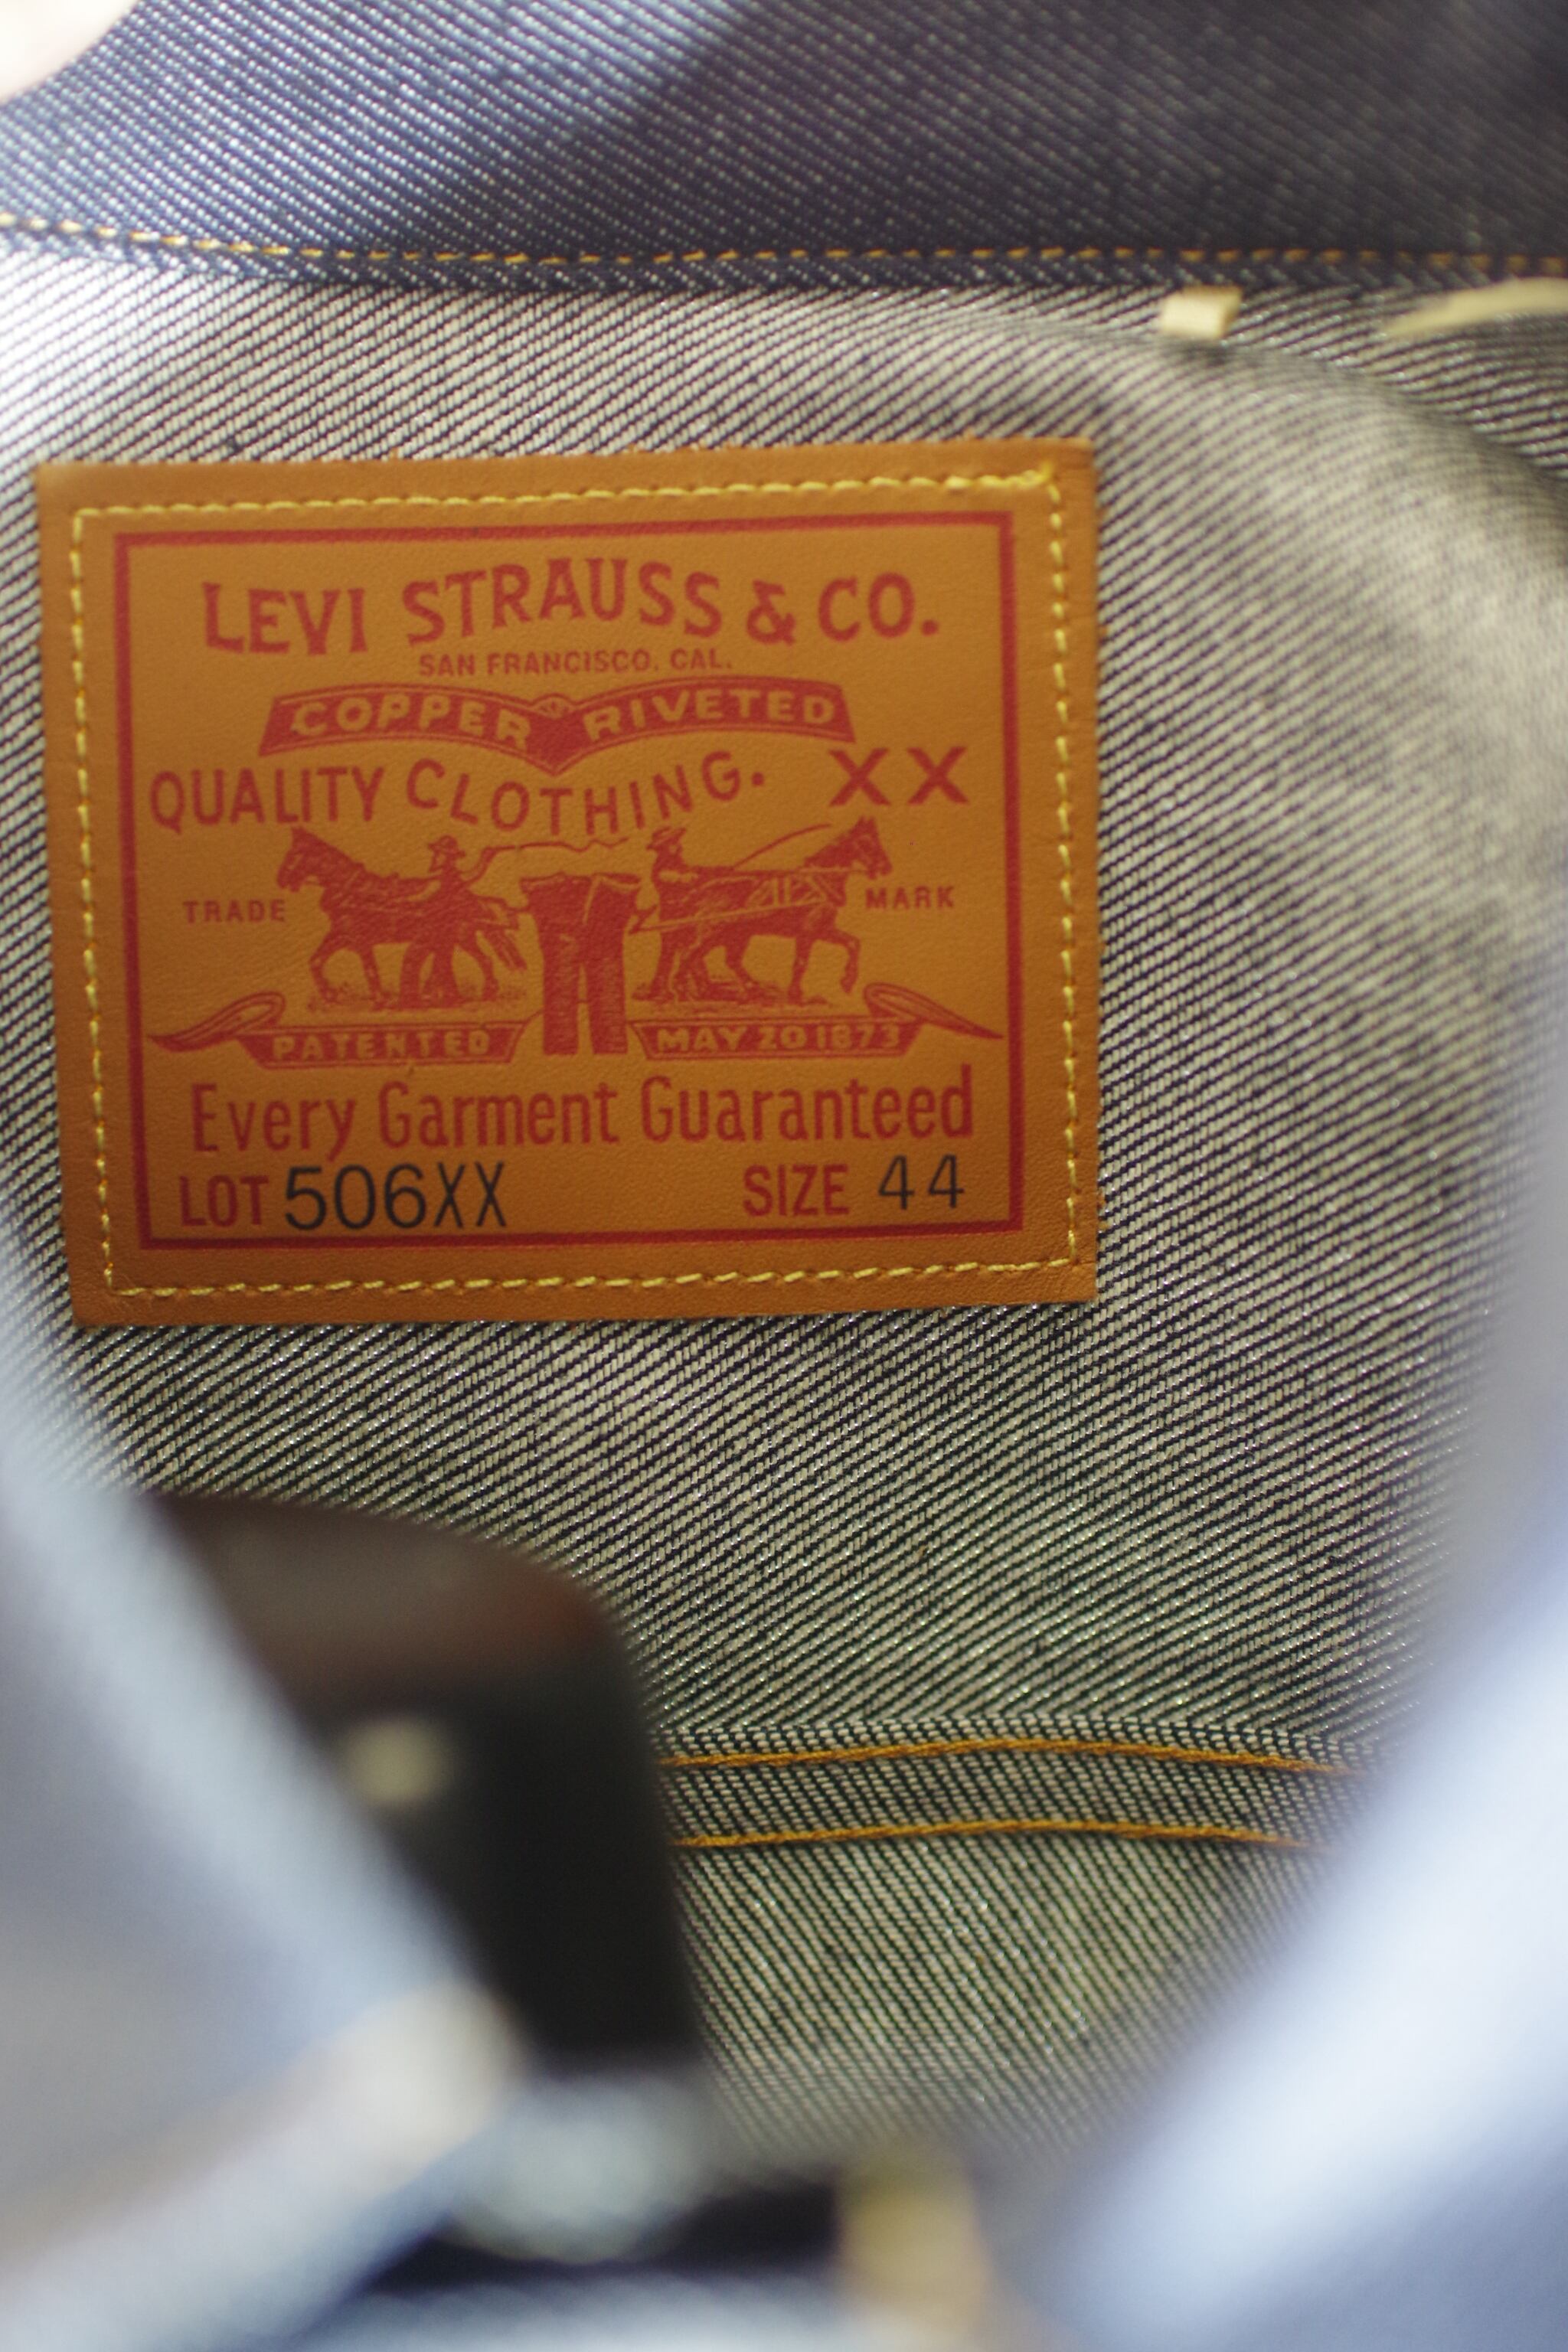 LEVI STRAUSS & CO.
SAN FRANCISCO. CAL.
COPPER RIVETED
QUALITY CLOTHING. XX
TRADE MARK
PATENTED MAY 20 1873
Every Garment Guaranteed
LOT 506XX SIZE 44